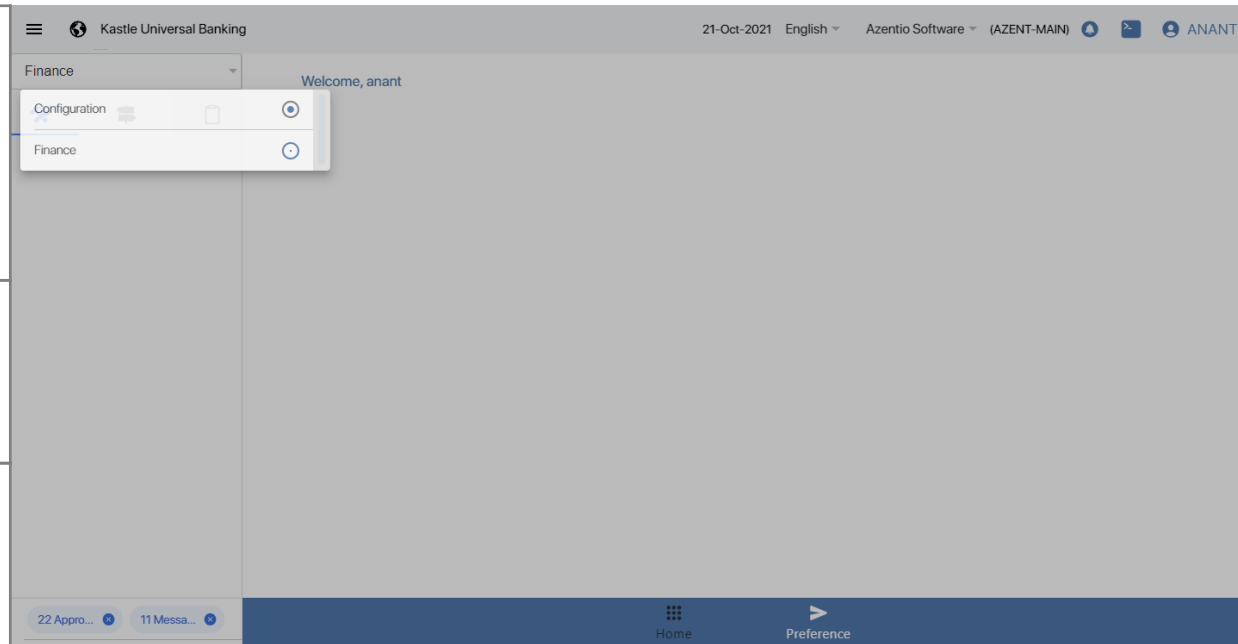 Kastle Universal Banking 21-Oct-2021 English Azentio Software (AZENT-MAIN) ANANT
Finance
Welcome, anant
Configuration
Finance
22 Appro... 11 Messa...
Home Preference